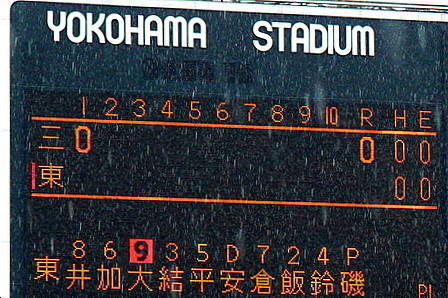 YOKOHAMA STADIUM
1 2 3 4 5 6 7 8 9 10 R H E
三 0 0 0 0
東 0 0
8 6 9 3 5 D 7 2 4 P
東 井 加 大 結 平 安 倉 飯 鈴 磯
PL